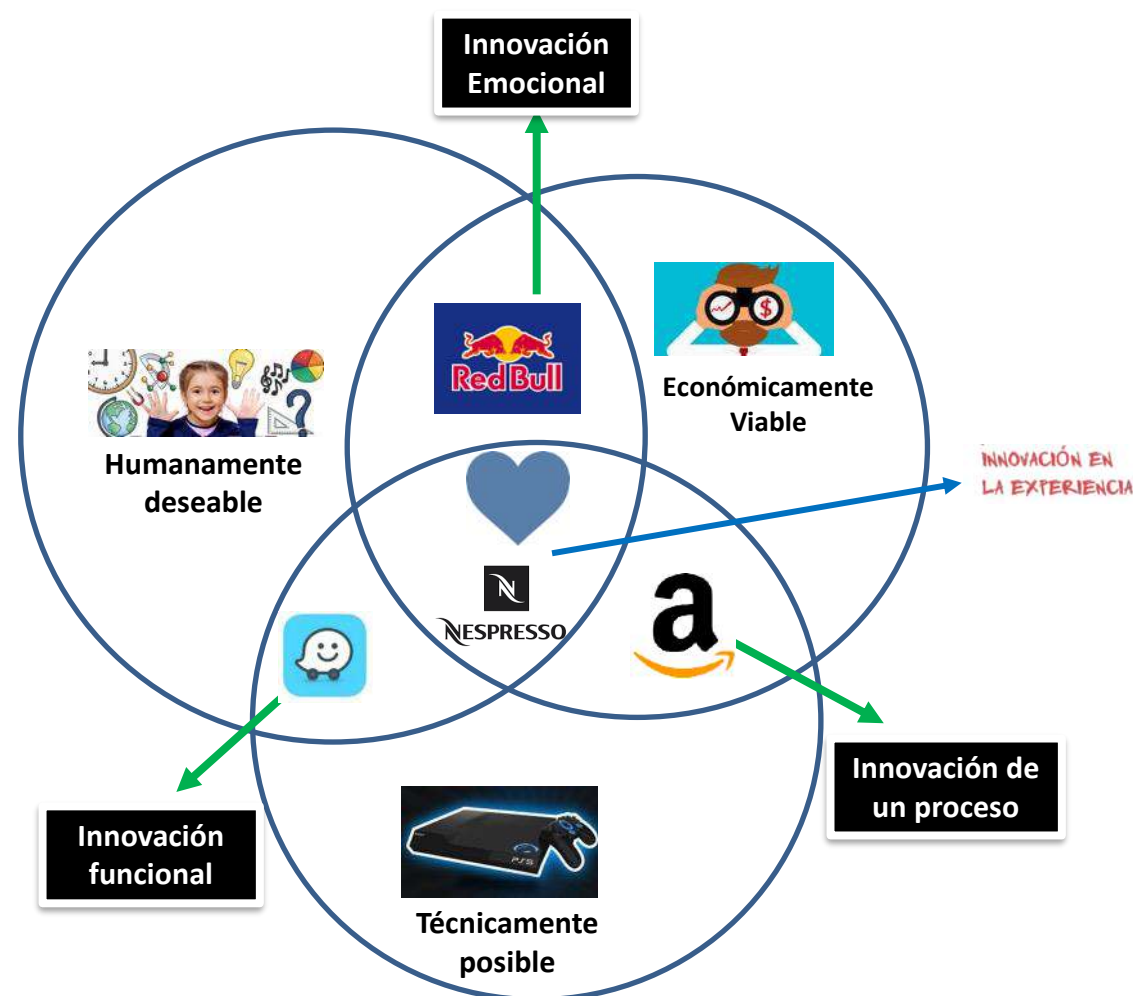 Innovación
Emocional
Red Bull
$
Económicamente
Viable
Humanamente
deseable
INNOVACIÓN EN
LA EXPERIENCIA
N
NESPRESSO
a
Innovación de
un proceso
Innovación
funcional
PS5
Técnicamente
posible